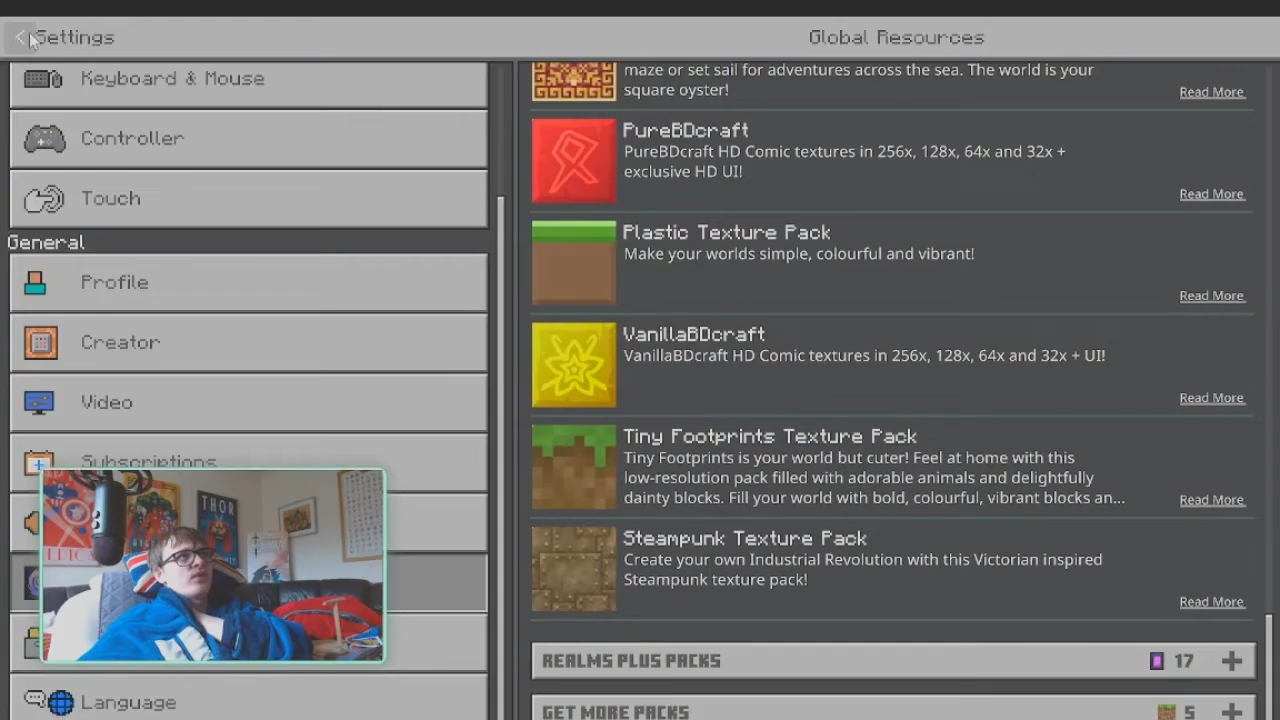 Settings
Global Resources
Keyboard & Mouse
Controller
Touch
General
Profile
Creator
Video
Subscriptions
Language
maze or set sail for adventures across the sea. The world is your
square oyster!
Read More
PureBDcraft
PureBDcraft HD Comic textures in 256x, 128x, 64x and 32x +
exclusive HD UI!
Read More
Plastic Texture Pack
Make your worlds simple, colourful and vibrant!
Read More
VanillaBDcraft
VanillaBDcraft HD Comic textures in 256x, 128x, 64x and 32x + UI!
Read More
Tiny Footprints Texture Pack
Tiny Footprints is your world but cuter! Feel at home with this
low-resolution pack filled with adorable animals and delightfully
dainty blocks. Fill your world with bold, colourful, vibrant blocks an...
Read More
Steampunk Texture Pack
Create your own Industrial Revolution with this Victorian inspired
Steampunk texture pack!
Read More
REALMS PLUS PACKS
17
GET MORE PACKS
5
THOR